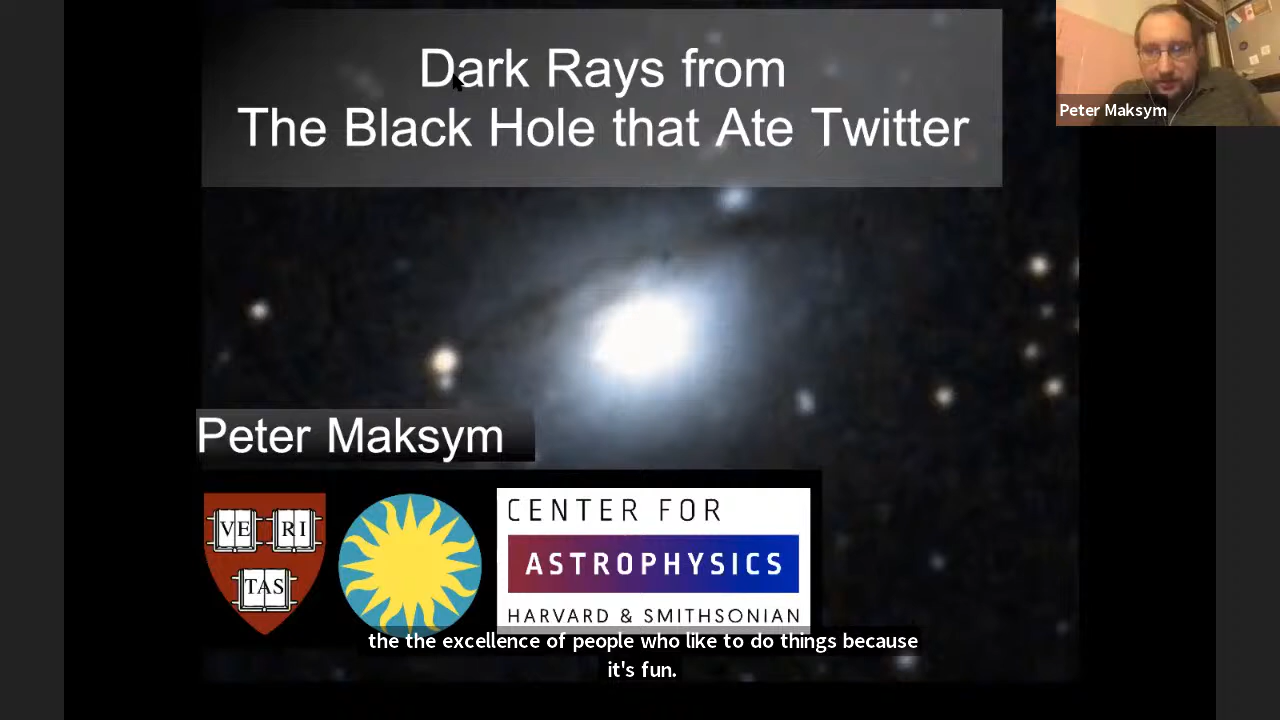 Dark Rays from
The Black Hole that Ate Twitter
Peter Maksym
Peter Maksym
VE RI
TAS
CENTER FOR
ASTROPHYSICS
HARVARD & SMITHSONIAN
the the excellence of people who like to do things because
it's fun.